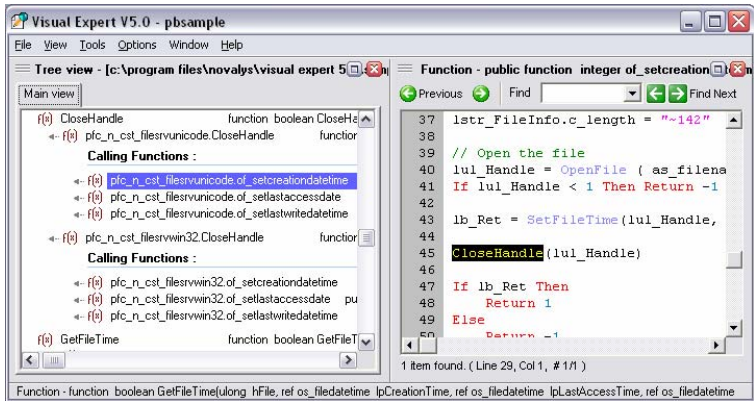 Visual Expert V5.0 - pbsample
File View Tools Options Window Help
Tree view - [c:\program files\novalys\visual expert 5
Main view
f(x) CloseHandle function boolean CloseHa
f(x) pfc_n_cst_filesrvunicode.CloseHandle function
Calling Functions :
f(x) pfc_n_cst_filesrvunicode.of_setcreationdatetime
f(x) pfc_n_cst_filesrvunicode.of_setlastaccessdate
f(x) pfc_n_cst_filesrvunicode.of_setlastwritedatetime
f(x) pfc_n_cst_filesrvwin32.CloseHandle function
Calling Functions :
f(x) pfc_n_cst_filesrvwin32.of_setcreationdatetime
f(x) pfc_n_cst_filesrvwin32.of_setlastaccessdate pu
f(x) pfc_n_cst_filesrvwin32.of_setlastwritedatetime
f(x) GetFileTime function boolean GetFileT
Function - public function integer of_setcreation
Previous Find Find Next
37 lstr_FileInfo.c_length = "~142"
38
39 // Open the file
40 lul_Handle = OpenFile ( as_filena
41 If lul_Handle < 1 Then Return -1
42
43 lb_Ret = SetFileTime(lul_Handle,
44
45 CloseHandle(lul_Handle)
46
47 If lb_Ret Then
48 Return 1
49 Else
50 Return -1
1 item found. ( Line 29, Col 1, # 1/1 )
Function - function boolean GetFileTime(ulong hFile, ref os_filedatetime lpCreationTime, ref os_filedatetime lpLastAccessTime, ref os_filedatetime